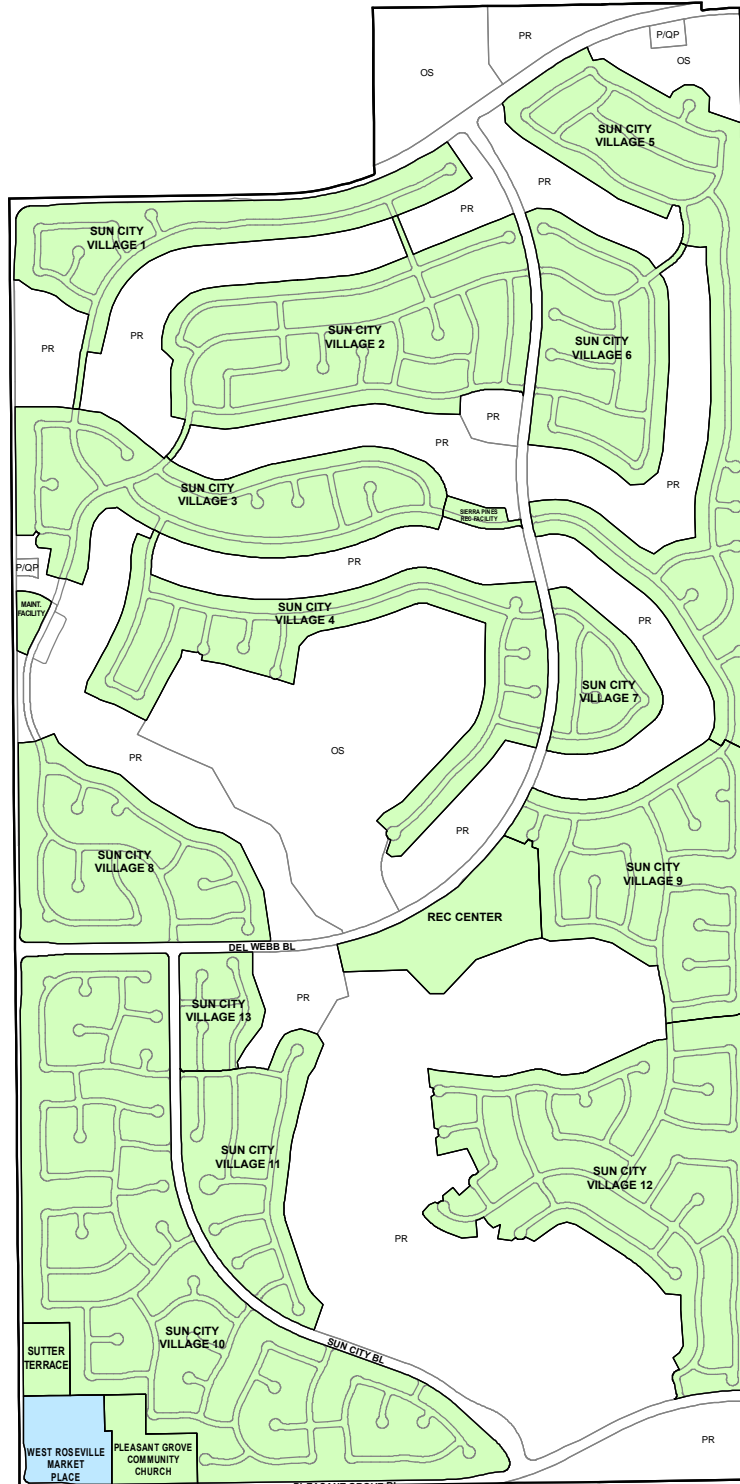 PR
P/QP
OS
OS
SUN CITY
VILLAGE 5
PR
PR
SUN CITY
VILLAGE 1
PR
PR
SUN CITY
VILLAGE 2
SUN CITY
VILLAGE 6
PR
PR
PR
SUN CITY
VILLAGE 3
SIERRA PINES
REC FACILITY
PR
P/QP
MAINT.
FACILITY
SUN CITY
VILLAGE 4
PR
SUN CITY
VILLAGE 7
PR
OS
PR
SUN CITY
VILLAGE 8
SUN CITY
VILLAGE 9
REC CENTER
DEL WEBB BL
SUN CITY
VILLAGE 13
PR
SUN CITY
VILLAGE 11
SUN CITY
VILLAGE 12
PR
SUN CITY
VILLAGE 10
SUN CITY BL
SUTTER
TERRACE
WEST ROSEVILLE
MARKET
PLACE
PLEASANT GROVE
COMMUNITY
CHURCH
PR
PLEASANT GROVE BL